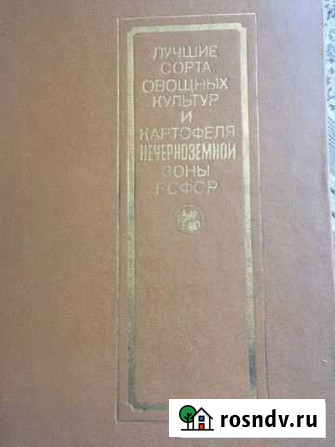 ЛУЧШИЕ
СОРТА
ОВОЩНЫХ
КУЛЬТУР
И
КАРТОФЕЛЯ
НЕЧЕРНОЗЕМНОЙ
ЗОНЫ
РСФСР
rosndv.ru